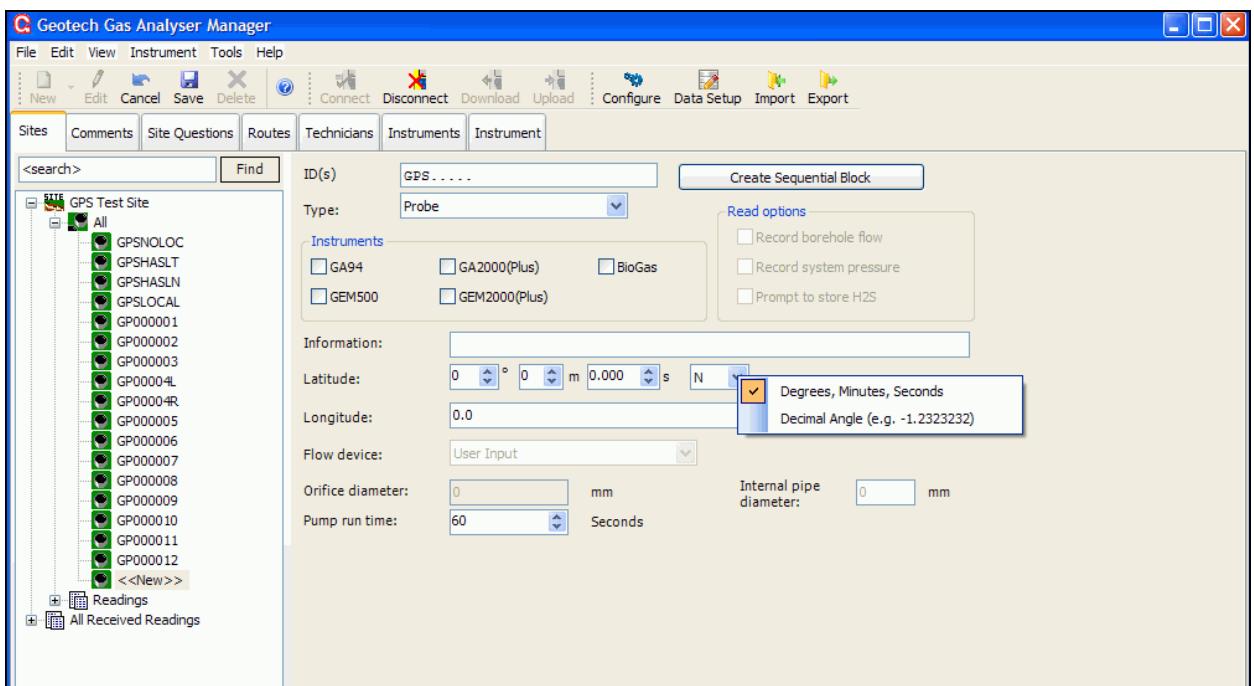 Geotech Gas Analyser Manager
File Edit View Instrument Tools Help
New Edit Cancel Save Delete Connect Disconnect Download Upload Configure Data Setup Import Export
Sites Comments Site Questions Routes Technicians Instruments Instrument
<search> Find
GPS Test Site
All
GPSNOLOC
GPSHASLT
GPSHASLN
GPSLOCAL
GP000001
GP000002
GP000003
GP00004L
GP00004R
GP000005
GP000006
GP000007
GP000008
GP000009
GP000010
GP000011
GP000012
<<New>>
Readings
All Received Readings
ID(s) GPS..... Create Sequential Block
Type: Probe
Instruments
GA94 GA2000(Plus) BioGas
GEM500 GEM2000(Plus)
Read options
Record borehole flow
Record system pressure
Prompt to store H2S
Information:
Latitude: 0 ° 0 m 0.000 s N
Degrees, Minutes, Seconds
Decimal Angle (e.g. -1.2323232)
Longitude: 0.0
Flow device: User Input
Orifice diameter: 0 mm
Internal pipe
diameter: 0 mm
Pump run time: 60 Seconds